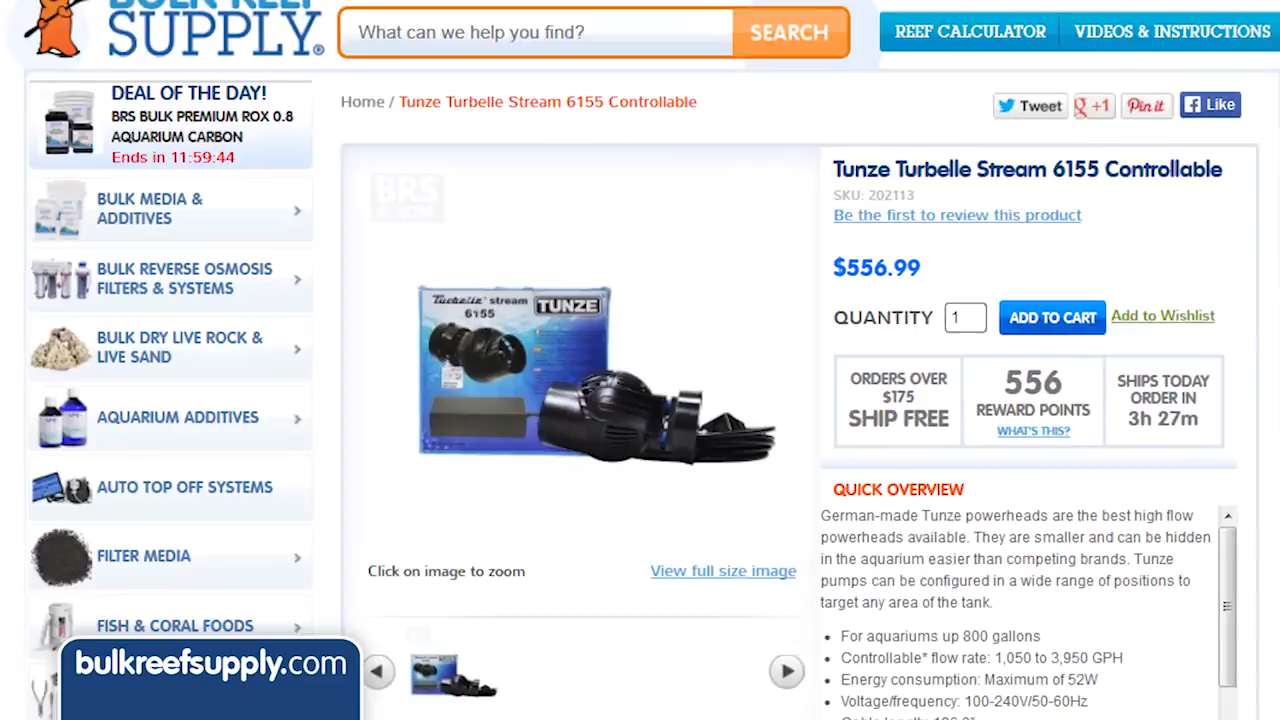 BULK REEF
SUPPLY®
What can we help you find?
SEARCH
REEF CALCULATOR
VIDEOS & INSTRUCTIONS
DEAL OF THE DAY!
BRS BULK PREMIUM ROX 0.8
AQUARIUM CARBON
Ends in 11:59:44
BULK MEDIA &
ADDITIVES
BULK REVERSE OSMOSIS
FILTERS & SYSTEMS
BULK DRY LIVE ROCK &
LIVE SAND
AQUARIUM ADDITIVES
AUTO TOP OFF SYSTEMS
FILTER MEDIA
FISH & CORAL FOODS
bulkreefsupply.com
Home / Tunze Turbelle Stream 6155 Controllable
Tweet
+1
Pin it
Like
BRS
Turbelle® stream
6155
TUNZE
Click on image to zoom
View full size image
Tunze Turbelle Stream 6155 Controllable
SKU: 202113
Be the first to review this product
$556.99
QUANTITY 1 ADD TO CART Add to Wishlist
ORDERS OVER
$175
SHIP FREE
556
REWARD POINTS
WHAT'S THIS?
SHIPS TODAY
ORDER IN
3h 27m
QUICK OVERVIEW
German-made Tunze powerheads are the best high flow
powerheads available. They are smaller and can be hidden
in the aquarium easier than competing brands. Tunze
pumps can be configured in a wide range of positions to
target any area of the tank.
For aquariums up 800 gallons
Controllable* flow rate: 1,050 to 3,950 GPH
Energy consumption: Maximum of 52W
Voltage/frequency: 100-240V/50-60Hz